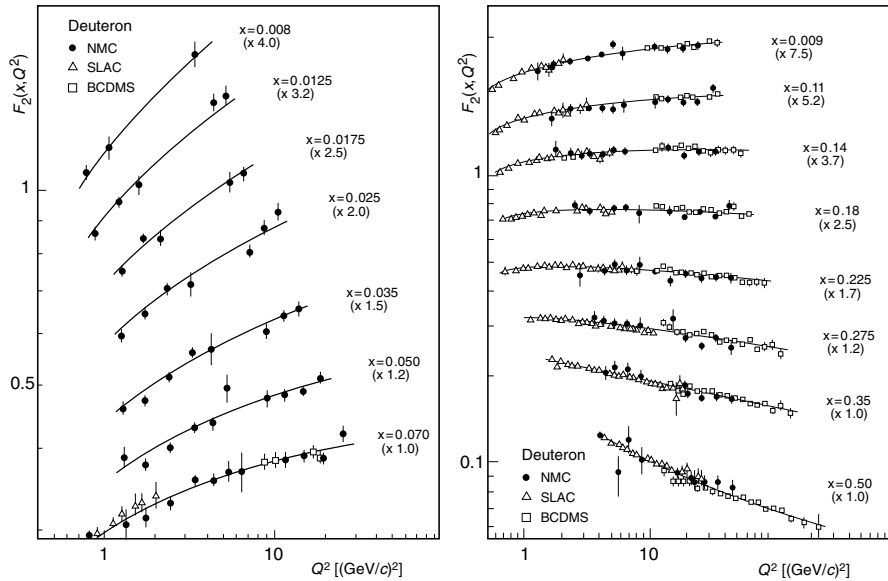 Deuteron
NMC
SLAC
BCDMS
F2(x,Q²)
1
0.5
x=0.008
(x 4.0)
x=0.0125
(x 3.2)
x=0.0175
(x 2.5)
x=0.025
(x 2.0)
x=0.035
(x 1.5)
x=0.050
(x 1.2)
x=0.070
(x 1.0)
1
10
Q² [(GeV/c)²]
F2(x,Q²)
1
0.1
x=0.009
(x 7.5)
x=0.11
(x 5.2)
x=0.14
(x 3.7)
x=0.18
(x 2.5)
x=0.225
(x 1.7)
x=0.275
(x 1.2)
x=0.35
(x 1.0)
x=0.50
(x 1.0)
Deuteron
NMC
SLAC
BCDMS
1
10
Q² [(GeV/c)²]